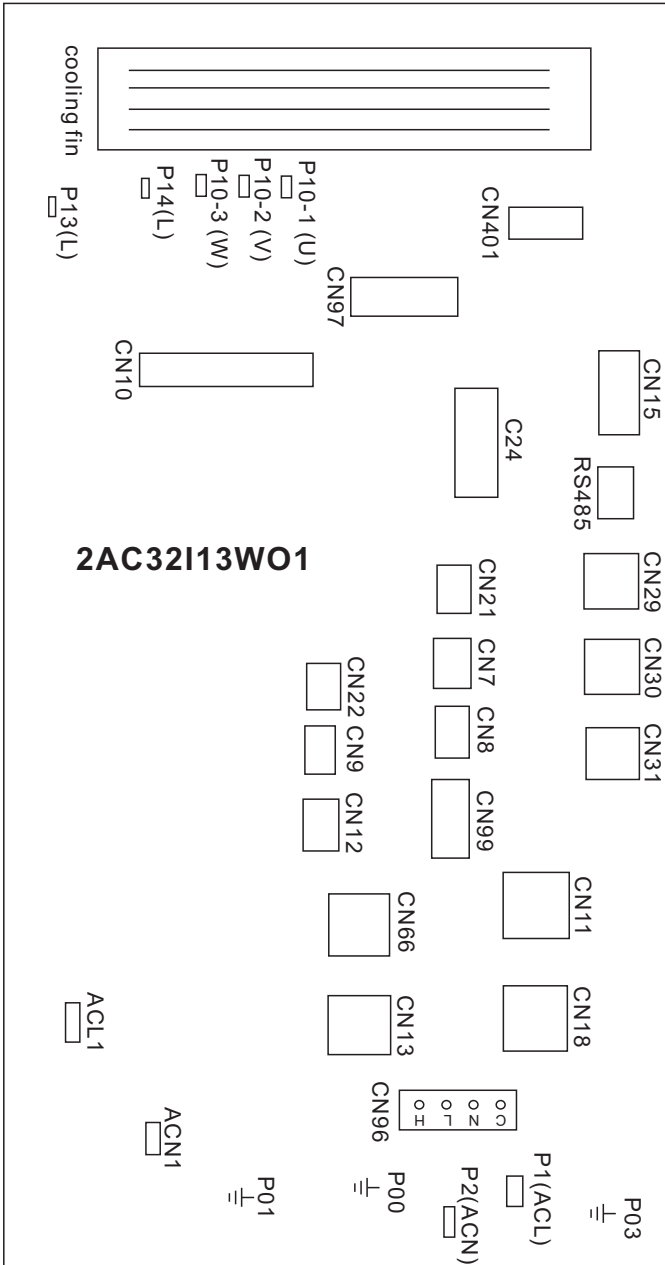 cooling fin
P13(L)
P14(L)
P10-3 (W)
P10-2 (V)
P10-1 (U)
CN401
CN97
CN10
CN15
C24
RS485
2AC32I13WO1
CN21
CN29
CN7
CN30
CN22
CN8
CN31
CN9
CN12
CN99
CN66
CN11
CN13
CN18
ACL1
CN96
H L N C
ACN1
P01
P00
P2(ACN)
P1(ACL)
P03